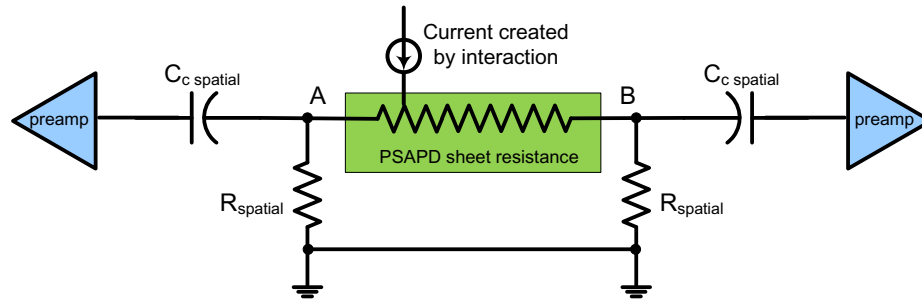 Current created
by interaction
C_c spatial
C_c spatial
A
B
preamp
preamp
PSAPD sheet resistance
R_spatial
R_spatial